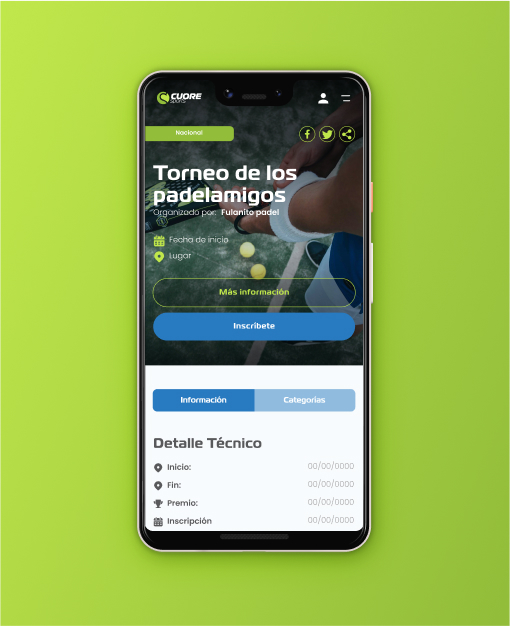 CUORE
sports
Nacional
Torneo de los
padelamigos
Organizado por: Fulanito padel
Fecha de inicio
Lugar
Más información
Inscríbete
Información
Categorías
Detalle Técnico
Inicio: 00/00/0000
Fin: 00/00/0000
Premio: 00/00/0000
Inscripción 00/00/0000